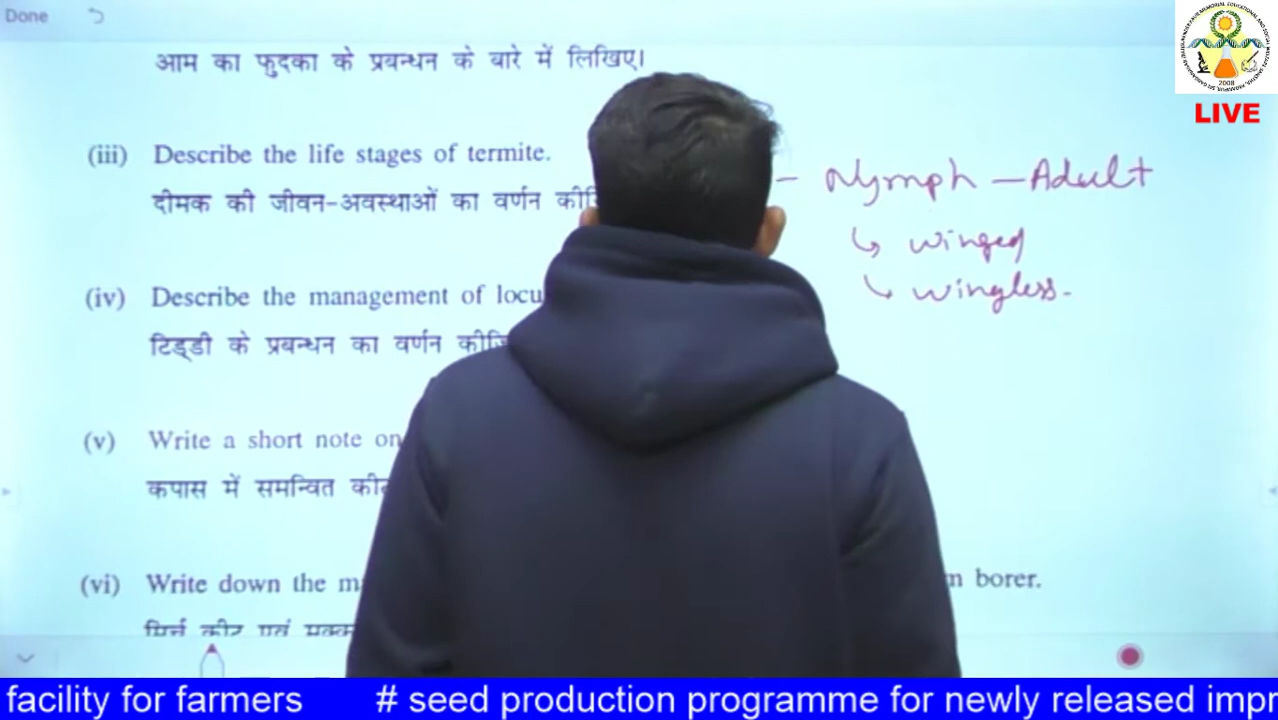 Done
2008
LIVE
आम का फुदका के प्रबन्धन के बारे में लिखिए।
(iii) Describe the life stages of termite.
– Nymph – Adult
दीमक की जीवन-अवस्थाओं का वर्णन
↳ winged
↳ wingless.
(iv) Describe the management of locu
टिड्डी के प्रबन्धन का वर्णन
(v) Write a short note on
कपास में समन्वित
(vi) Write down the m borer.
एवं
facility for farmers # seed production programme for newly released impr